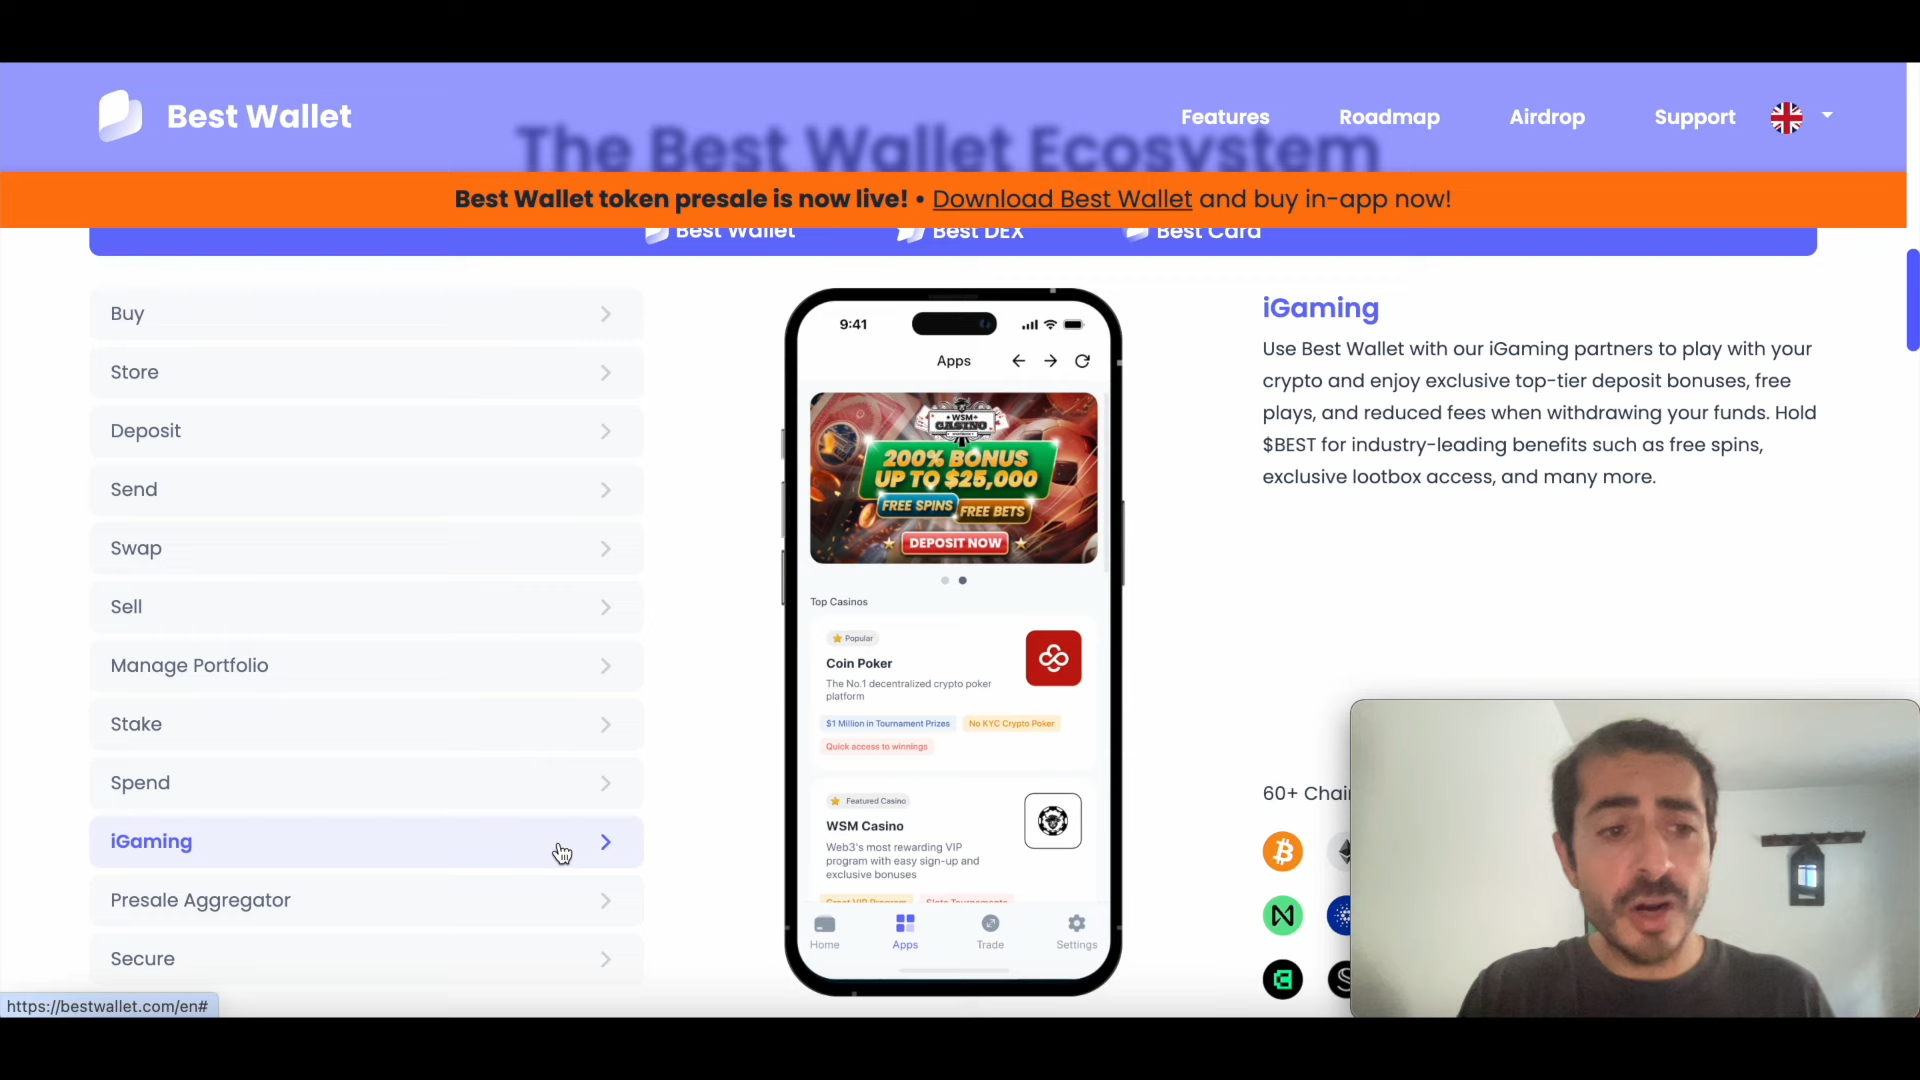 Best Wallet
Features
Roadmap
Airdrop
Support
The Best Wallet Ecosystem
Best Wallet token presale is now live! • Download Best Wallet and buy in-app now!
Best Wallet
Best DEX
Best Card
Buy
Store
Deposit
Send
Swap
Sell
Manage Portfolio
Stake
Spend
iGaming
Presale Aggregator
Secure
9:41
Apps
WSM
CASINO
200% BONUS
UP TO $25,000
FREE SPINS
FREE BETS
DEPOSIT NOW
Top Casinos
Popular
Coin Poker
The No.1 decentralized crypto poker
platform
$1 Million in Tournament Prizes
No KYC Crypto Poker
Quick access to winnings
Featured Casino
WSM Casino
Web3's most rewarding VIP
program with easy sign-up and
exclusive bonuses
Great VIP Program
Slots Tournaments
Home
Apps
Trade
Settings
iGaming
Use Best Wallet with our iGaming partners to play with your
crypto and enjoy exclusive top-tier deposit bonuses, free
plays, and reduced fees when withdrawing your funds. Hold
$BEST for industry-leading benefits such as free spins,
exclusive lootbox access, and many more.
60+ Chai
https://bestwallet.com/en#